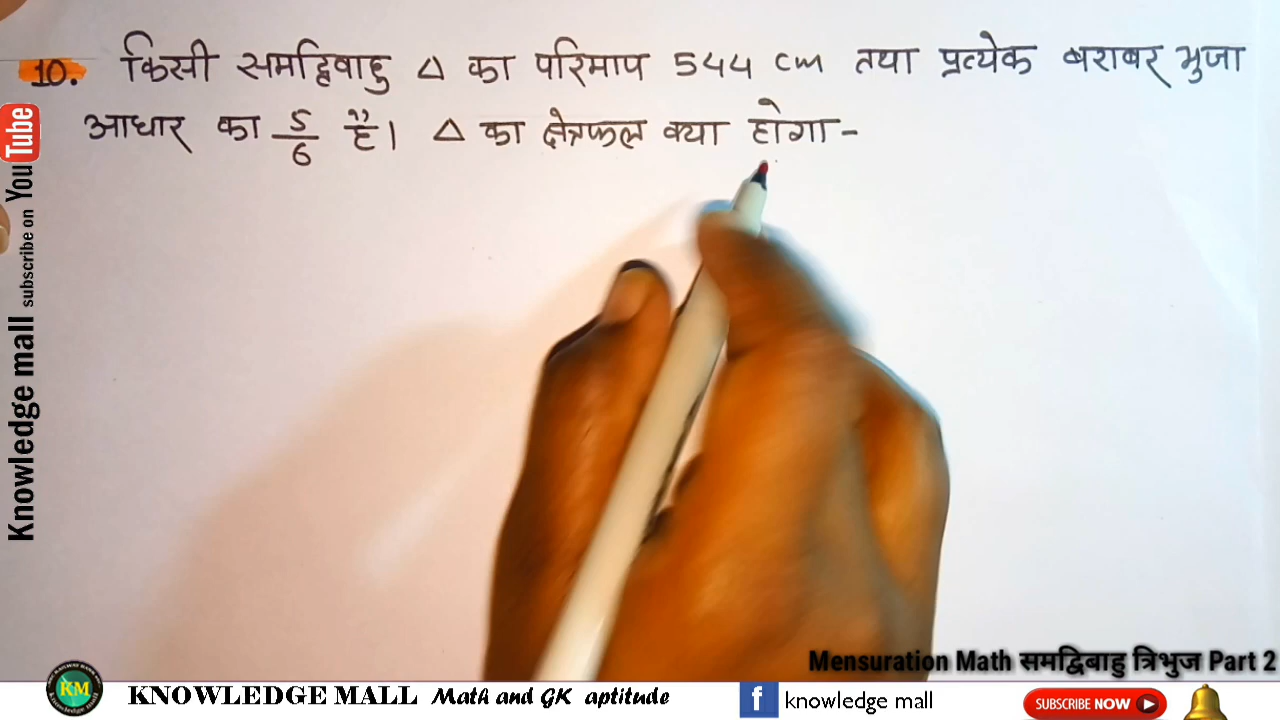 10. किसी समद्विबाहु Δ का परिमाप 544 cm तथा प्रत्येक बराबर भुजा
आधार का 5/6 है। Δ का क्षेत्रफल क्या होगा -
Knowledge mall subscribe on YouTube
Mensuration Math समद्विबाहु त्रिभुज Part 2
KM
KNOWLEDGE MALL Math and GK aptitude
f knowledge mall
SUBSCRIBE NOW